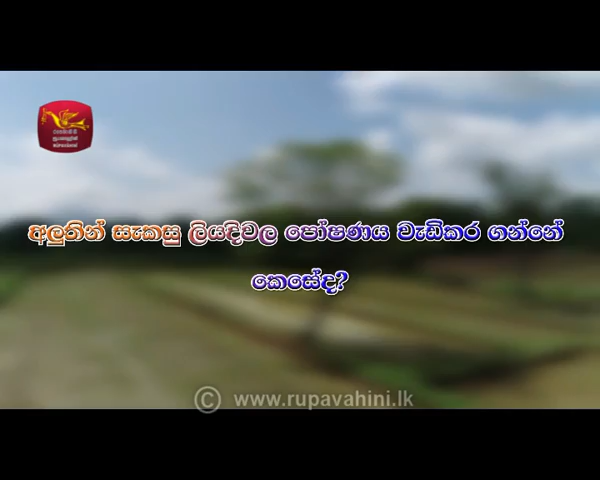 අලුතින් සැකසූ ලියදිවල පෝෂණය වැඩිකර ගන්නේ
කෙසේද?
© www.rupavahini.lk